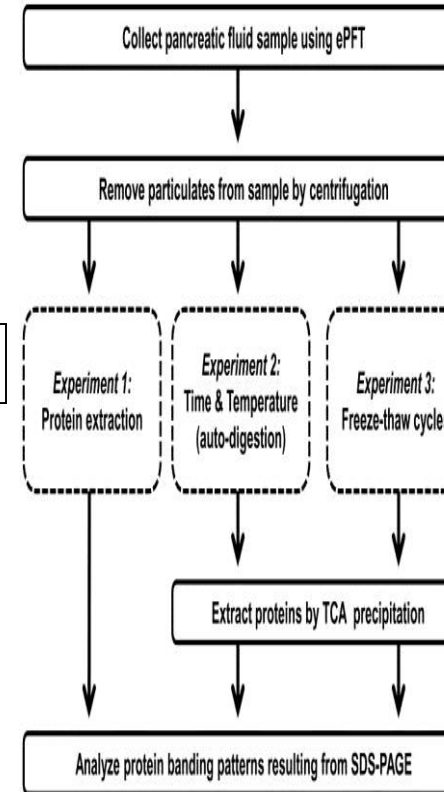 Collect pancreatic fluid sample using ePFT
Remove particulates from sample by centrifugation
Experiment 1:
Protein extraction
Experiment 2:
Time & Temperature
(auto-digestion)
Experiment 3:
Freeze-thaw cycle
Extract proteins by TCA precipitation
Analyze protein banding patterns resulting from SDS-PAGE